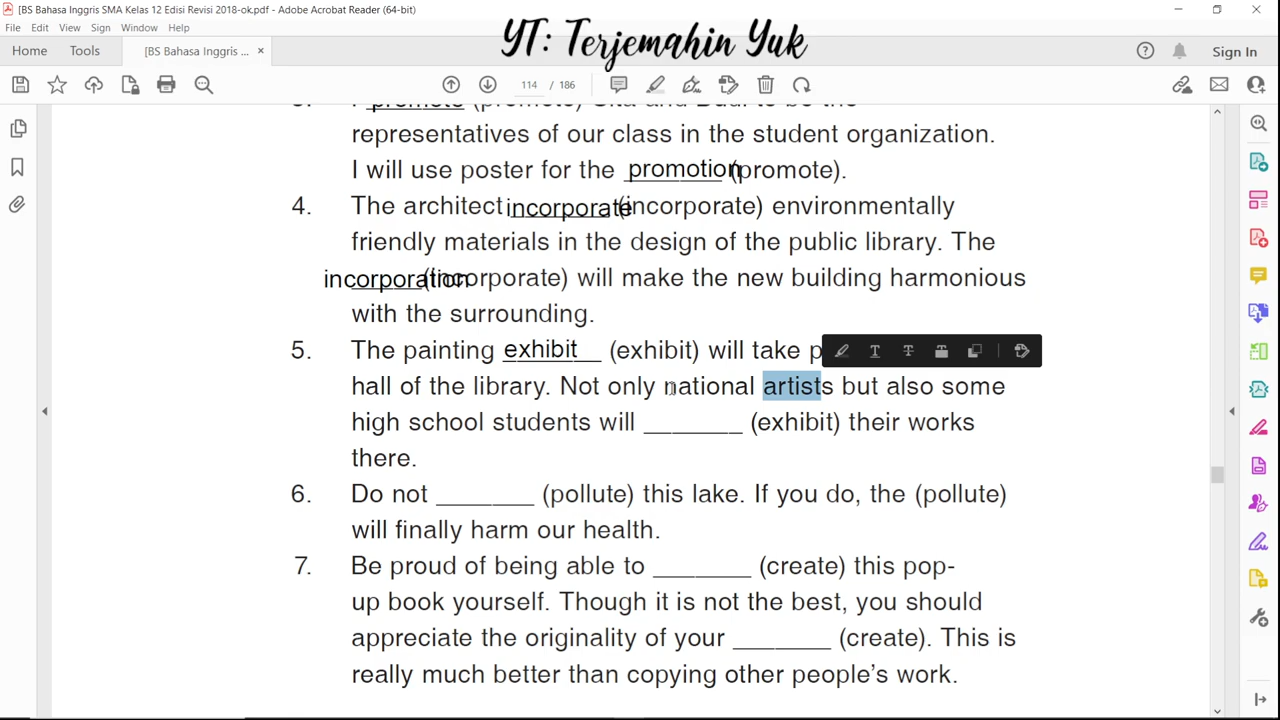 [BS Bahasa Inggris SMA Kelas 12 Edisi Revisi 2018-ok.pdf - Adobe Acrobat Reader (64-bit)
File Edit View Sign Window Help
YT: Terjemahin Yuk
Home Tools [BS Bahasa Inggris ... × Sign In
114 / 186
promote (promote)
representatives of our class in the student organization.
I will use poster for the promotion (promote).
4. The architect incorporate (incorporate) environmentally
friendly materials in the design of the public library. The
incorporation (incorporate) will make the new building harmonious
with the surrounding.
5. The painting exhibit (exhibit) will take
hall of the library. Not only national artists but also some
high school students will _______ (exhibit) their works
there.
6. Do not _______ (pollute) this lake. If you do, the (pollute)
will finally harm our health.
7. Be proud of being able to _______ (create) this pop-
up book yourself. Though it is not the best, you should
appreciate the originality of your _______ (create). This is
really much better than copying other people's work.